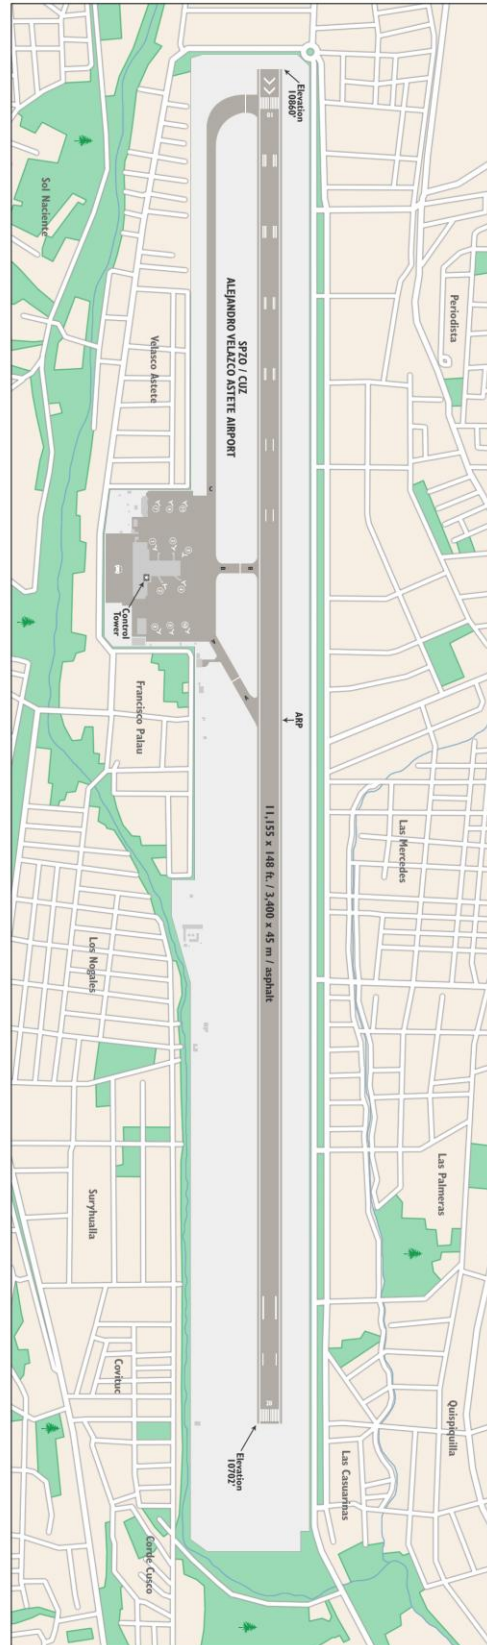 Elevation
10860'
Sol Naciente
Periodista
Velasco Astete
SPZO / CUZ
ALEJANDRO VELAZCO ASTETE AIRPORT
C
B
B
Control
Tower
A
A
ARP
Francisco Palau
11,155 x 148 ft. / 3,400 x 45 m / asphalt
Las Mercedes
Los Nogales
Las Palmeras
Suryhualla
Covituc
Quispiquilla
Las Casuarinas
28
Elevation
10702'
Corde Cusco